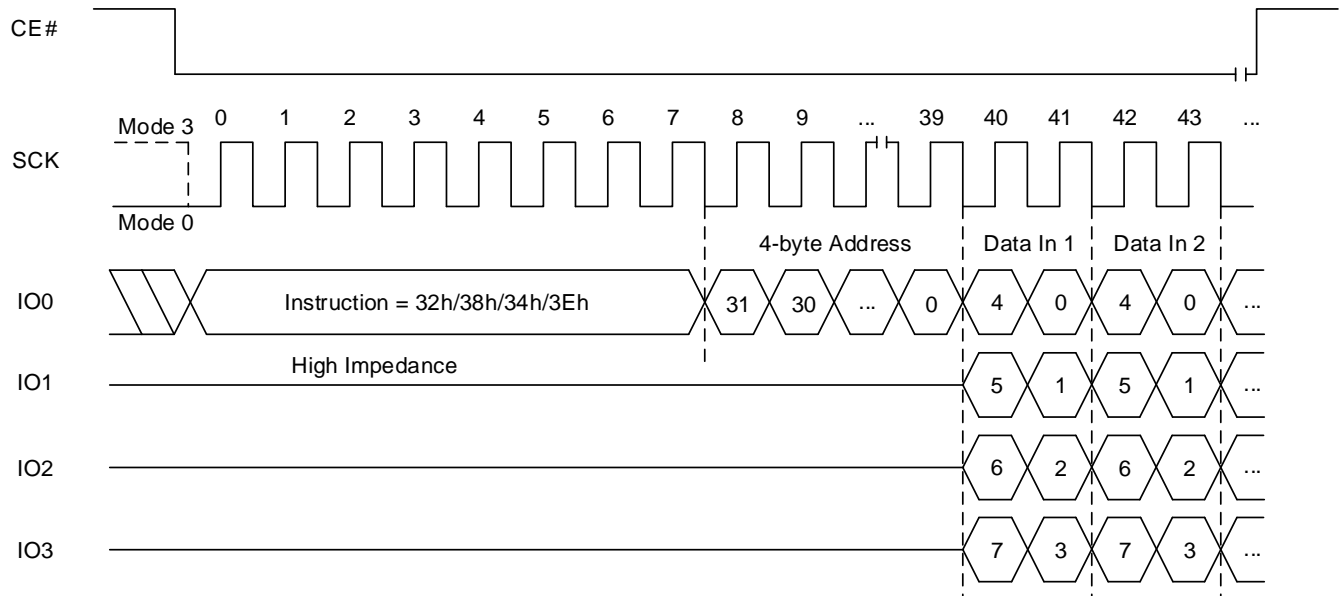 CE#
Mode 3 0 1 2 3 4 5 6 7 8 9 ... 39 40 41 42 43 ...
SCK
Mode 0
4-byte Address Data In 1 Data In 2
IO0 Instruction = 32h/38h/34h/3Eh 31 30 ... 0 4 0 4 0 ...
High Impedance
IO1 5 1 5 1 ...
IO2 6 2 6 2 ...
IO3 7 3 7 3 ...